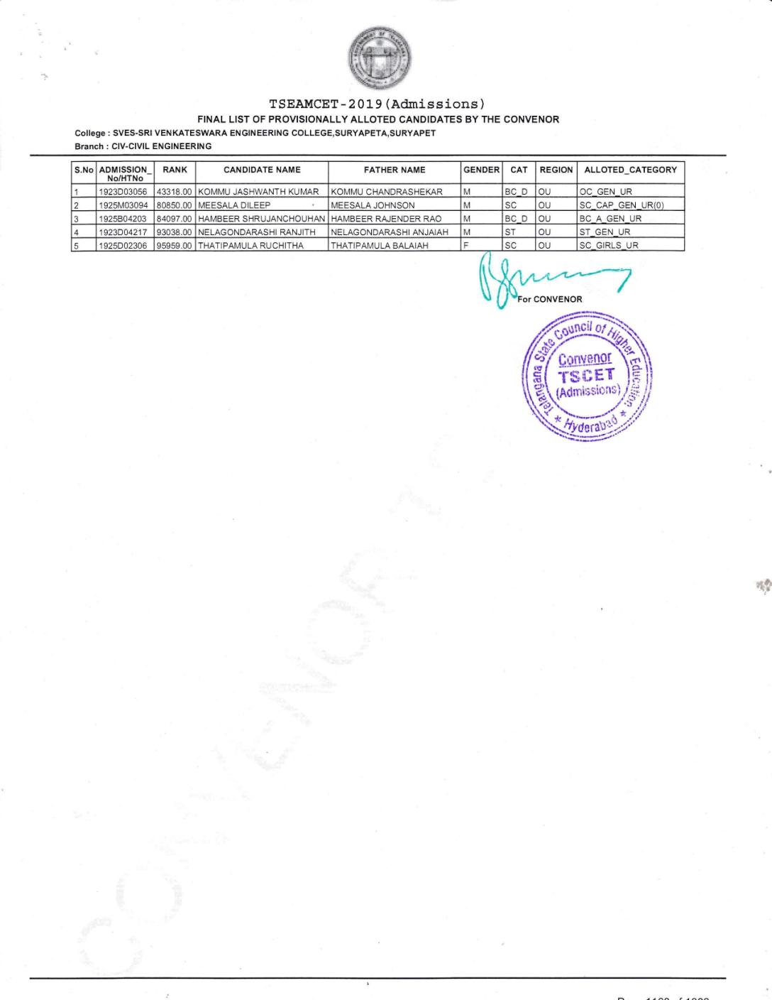 TSEAMCET-2019(Admissions)
FINAL LIST OF PROVISIONALLY ALLOTED CANDIDATES BY THE CONVENOR
College : SVES-SRI VENKATESWARA ENGINEERING COLLEGE,SURYAPETA,SURYAPET
Branch : CIV-CIVIL ENGINEERING
S.No ADMISSION_ No/HTNo RANK CANDIDATE NAME FATHER NAME GENDER CAT REGION ALLOTED_CATEGORY
1 1923D03056 43318.00 KOMMU JASHWANTH KUMAR KOMMU CHANDRASHEKAR M BC_D OU OC_GEN_UR
2 1925M03094 80850.00 MEESALA DILEEP MEESALA JOHNSON M SC OU SC_CAP_GEN_UR(0)
3 1925B04203 84097.00 HAMBEER SHRUJANCHOUHAN HAMBEER RAJENDER RAO M BC_D OU BC_A_GEN_UR
4 1923D04217 93038.00 NELAGONDARASHI RANJITH NELAGONDARASHI ANJAIAH M ST OU ST_GEN_UR
5 1925D02306 95959.00 THATIPAMULA RUCHITHA THATIPAMULA BALAIAH F SC OU SC_GIRLS_UR
For CONVENOR
Telangana State Council of Higher Education
Convenor
TSCET
(Admissions)
* Hyderabad *
CONVENOR